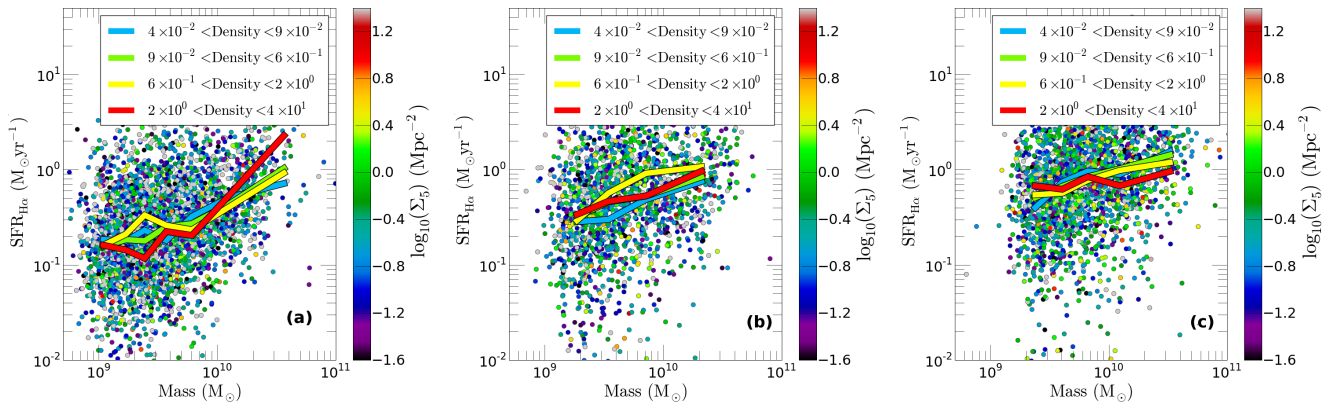 4×10⁻² <Density<9×10⁻²
9×10⁻² <Density<6×10⁻¹
6×10⁻¹ <Density<2×10⁰
2×10⁰ <Density<4×10¹
10¹
10⁰
10⁻¹
10⁻²
SFR_Hα (M⊙yr⁻¹)
(a)
10⁹ 10¹⁰ 10¹¹
Mass (M⊙)
1.2
0.8
0.4
0.0
−0.4
−0.8
−1.2
−1.6
log₁₀(Σ₅) (Mpc⁻²)
4×10⁻² <Density<9×10⁻²
9×10⁻² <Density<6×10⁻¹
6×10⁻¹ <Density<2×10⁰
2×10⁰ <Density<4×10¹
10¹
10⁰
10⁻¹
10⁻²
SFR_Hα (M⊙yr⁻¹)
(b)
10⁹ 10¹⁰ 10¹¹
Mass (M⊙)
1.2
0.8
0.4
0.0
−0.4
−0.8
−1.2
−1.6
log₁₀(Σ₅) (Mpc⁻²)
4×10⁻² <Density<9×10⁻²
9×10⁻² <Density<6×10⁻¹
6×10⁻¹ <Density<2×10⁰
2×10⁰ <Density<4×10¹
10¹
10⁰
10⁻¹
10⁻²
SFR_Hα (M⊙yr⁻¹)
(c)
10⁹ 10¹⁰ 10¹¹
Mass (M⊙)
1.2
0.8
0.4
0.0
−0.4
−0.8
−1.2
−1.6
log₁₀(Σ₅) (Mpc⁻²)